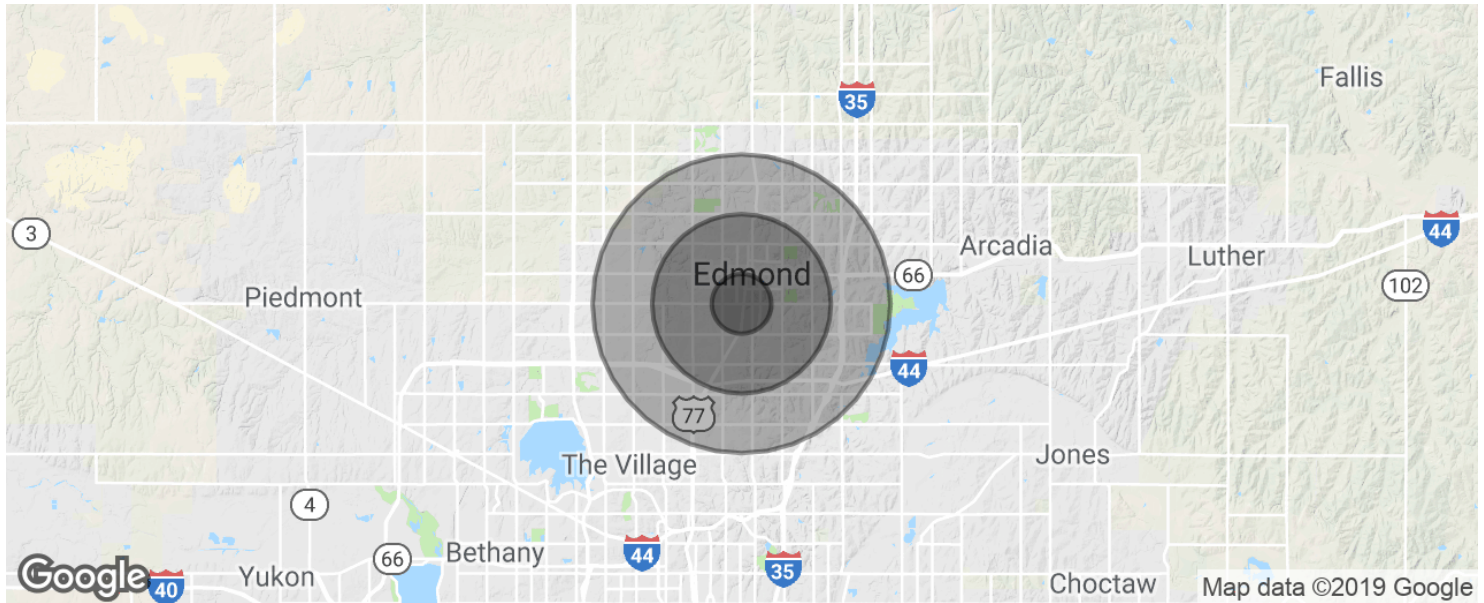 Fallis
35
3
44
Arcadia
Luther
66
Edmond
102
Piedmont
44
77
The Village
Jones
4
66
Bethany
44
35
Google
40
Yukon
Choctaw
Map data ©2019 Google